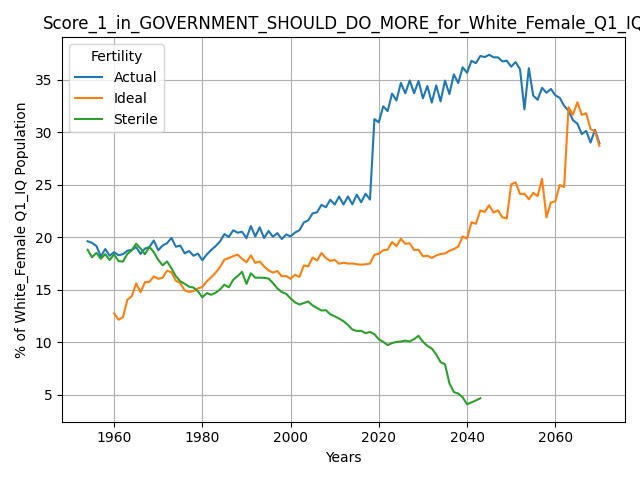 Score_1_in_GOVERNMENT_SHOULD_DO_MORE_for_White_Female_Q1_IQ
Fertility
Actual
Ideal
Sterile
% of White_Female Q1_IQ Population
35
30
25
20
15
10
5
1960 1980 2000 2020 2040 2060
Years